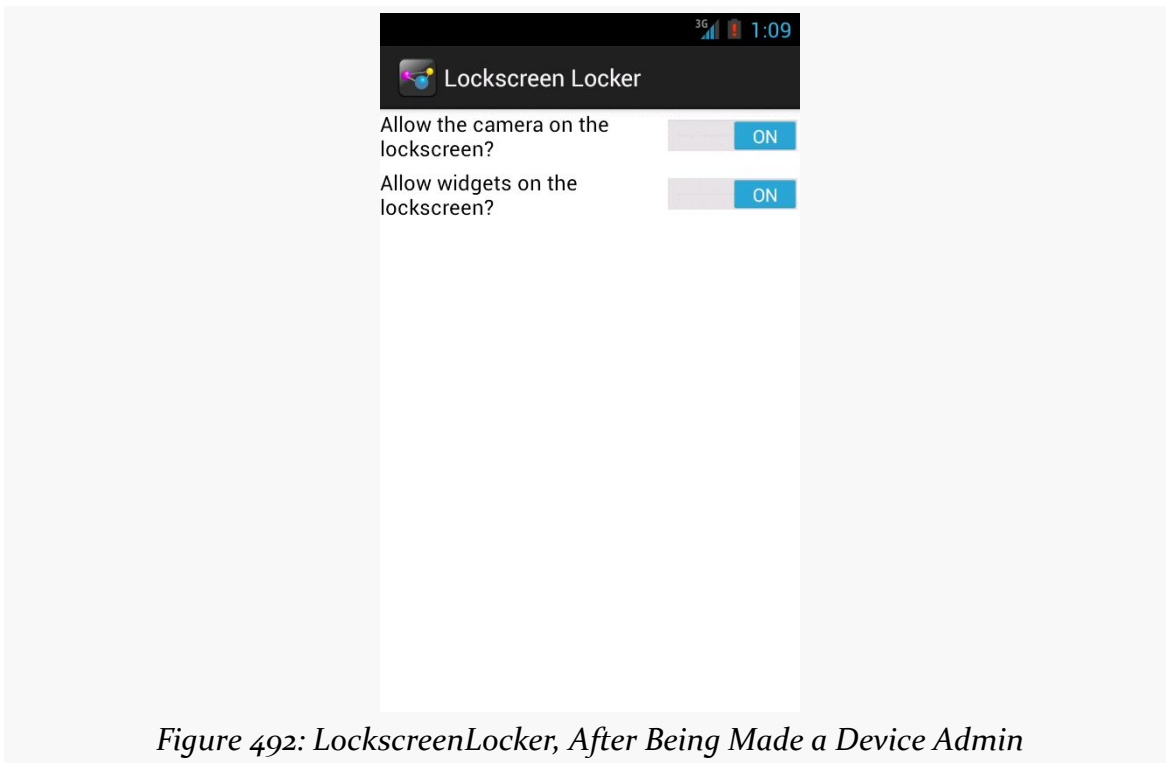 3G 1:09
Lockscreen Locker
Allow the camera on the
lockscreen?
ON
Allow widgets on the
lockscreen?
ON
Figure 492: LockscreenLocker, After Being Made a Device Admin